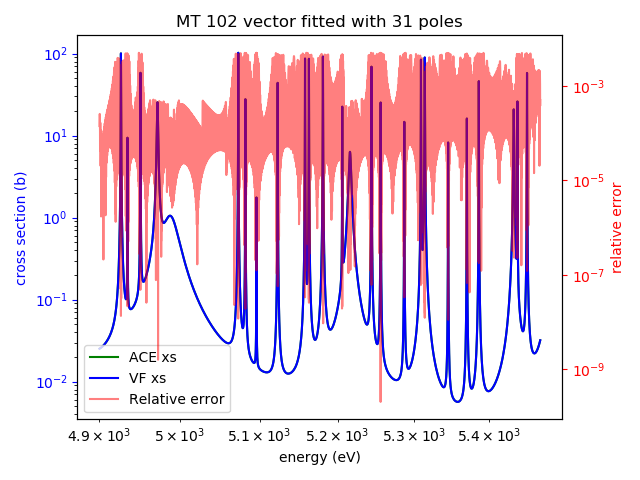 MT 102 vector fitted with 31 poles
10²
10¹
10⁰
10⁻¹
10⁻²
cross section (b)
10⁻³
10⁻⁵
10⁻⁷
10⁻⁹
relative error
ACE xs
VF xs
Relative error
4.9 × 10³ 5 × 10³ 5.1 × 10³ 5.2 × 10³ 5.3 × 10³ 5.4 × 10³
energy (eV)